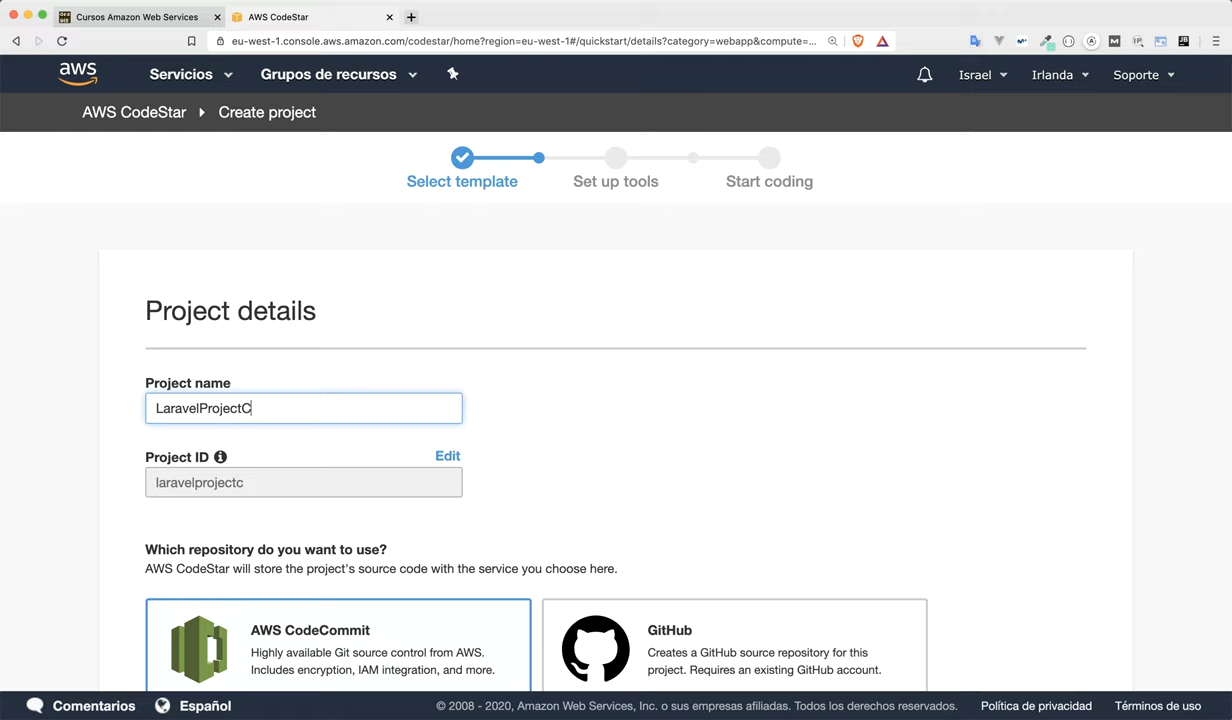 Cursos Amazon Web Services
AWS CodeStar
eu-west-1.console.aws.amazon.com/codestar/home?region=eu-west-1#/quickstart/details?category=webapp&compute=...
aws
Servicios
Grupos de recursos
Israel
Irlanda
Soporte
AWS CodeStar
Create project
Select template
Set up tools
Start coding
Project details
Project name
LaravelProjectC
Project ID
Edit
laravelprojectc
Which repository do you want to use?
AWS CodeStar will store the project's source code with the service you choose here.
AWS CodeCommit
Highly available Git source control from AWS.
Includes encryption, IAM integration, and more.
GitHub
Creates a GitHub source repository for this
project. Requires an existing GitHub account.
Comentarios
Español
© 2008 - 2020, Amazon Web Services, Inc. o sus empresas afiliadas. Todos los derechos reservados.
Política de privacidad
Términos de uso